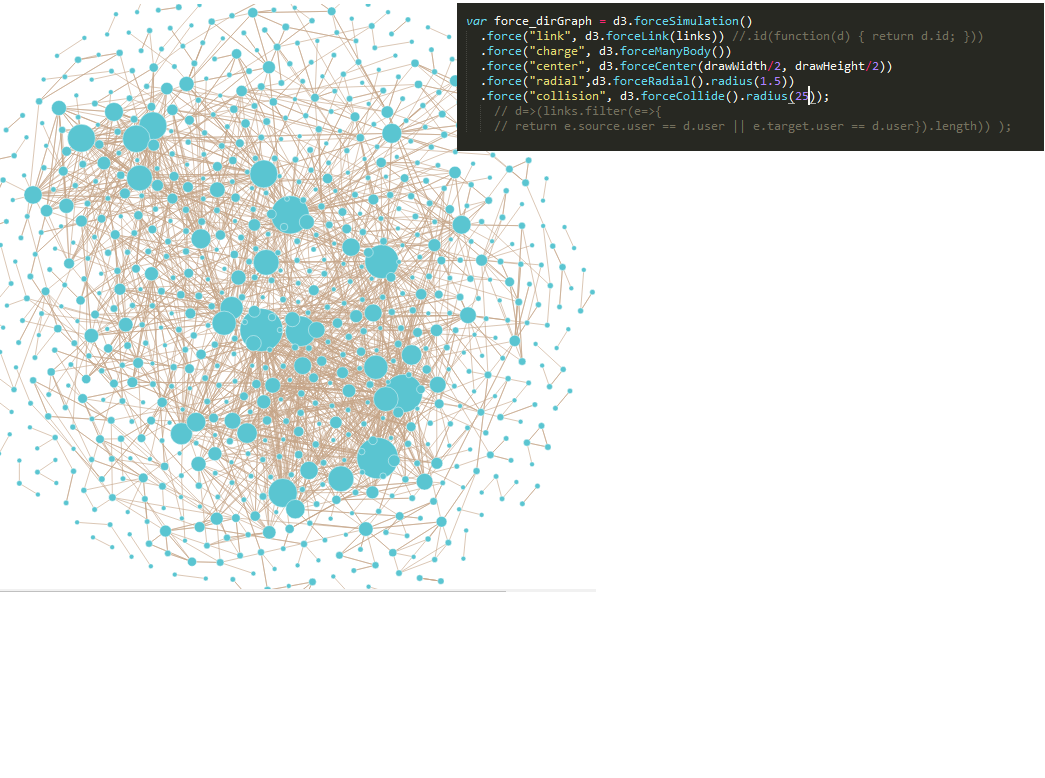 var force_dirGraph = d3.forceSimulation()
.force("link", d3.forceLink(links)) //.id(function(d) { return d.id; }))
.force("charge", d3.forceManyBody())
.force("center", d3.forceCenter(drawWidth/2, drawHeight/2))
.force("radial",d3.forceRadial().radius(1.5))
.force("collision", d3.forceCollide().radius(25));
// d=>(links.filter(e=>{
// return e.source.user == d.user || e.target.user == d.user}).length)) );